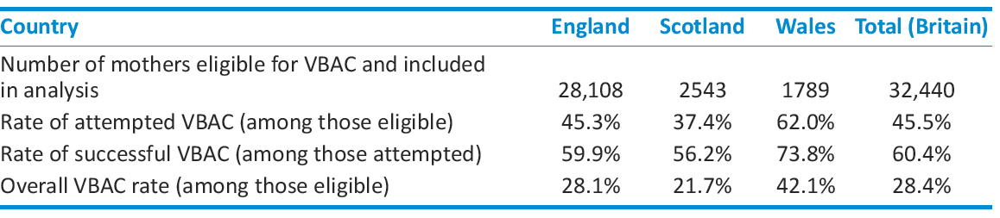 Country England Scotland Wales Total (Britain)
Number of mothers eligible for VBAC and included
in analysis 28,108 2543 1789 32,440
Rate of attempted VBAC (among those eligible) 45.3% 37.4% 62.0% 45.5%
Rate of successful VBAC (among those attempted) 59.9% 56.2% 73.8% 60.4%
Overall VBAC rate (among those eligible) 28.1% 21.7% 42.1% 28.4%